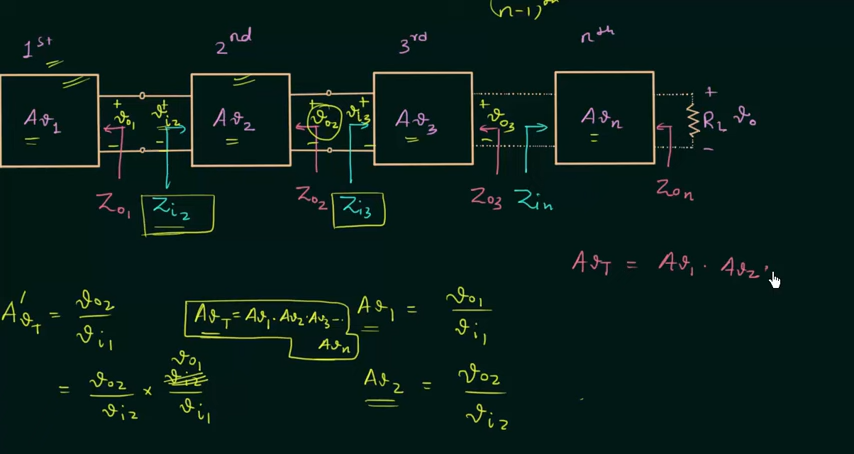 (n-1)th
1st 2nd 3rd nth
Aϑ1 + ϑo1 - + ϑi2 - Aϑ2 + ϑo2 - + ϑi3 - Aϑ3 + ϑo3 - Aϑn + RL ϑo -
Zo1 Zi2 Zo2 Zi3 Zo3 Zin Zon
AϑT = Aϑ1 · Aϑ2 ·
A'ϑT = ϑo2 / ϑi1
AϑT = Aϑ1 · Aϑ2 · Aϑ3 -- Aϑn
Aϑ1 = ϑo1 / ϑi1
= ϑo2 / ϑi2 × ϑo1 / ϑi1
Aϑ2 = ϑo2 / ϑi2